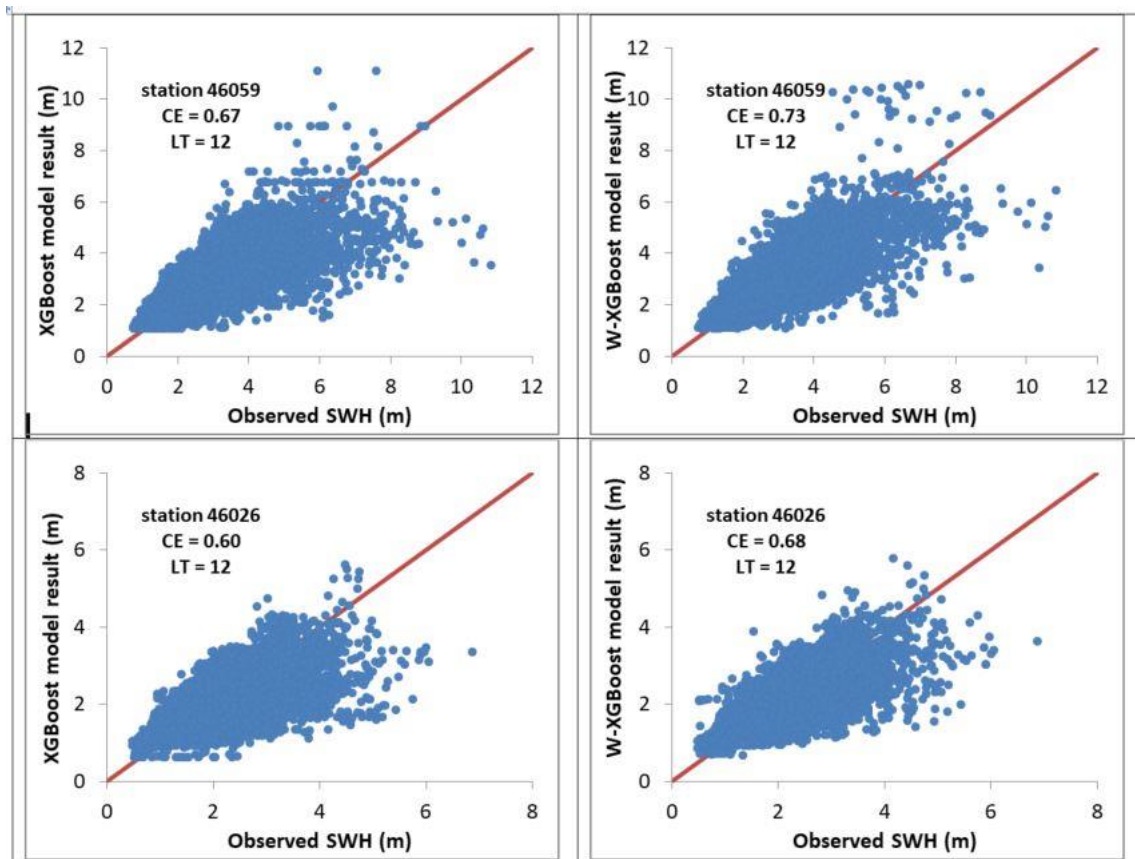 12
10
8
6
4
2
0
XGBoost model result (m)
station 46059
CE = 0.67
LT = 12
0 2 4 6 8 10 12
Observed SWH (m)
12
10
8
6
4
2
0
W-XGBoost model result (m)
station 46059
CE = 0.73
LT = 12
0 2 4 6 8 10 12
Observed SWH (m)
8
6
4
2
0
XGBoost model result (m)
station 46026
CE = 0.60
LT = 12
0 2 4 6 8
Observed SWH (m)
8
6
4
2
0
W-XGBoost model result (m)
station 46026
CE = 0.68
LT = 12
0 2 4 6 8
Observed SWH (m)